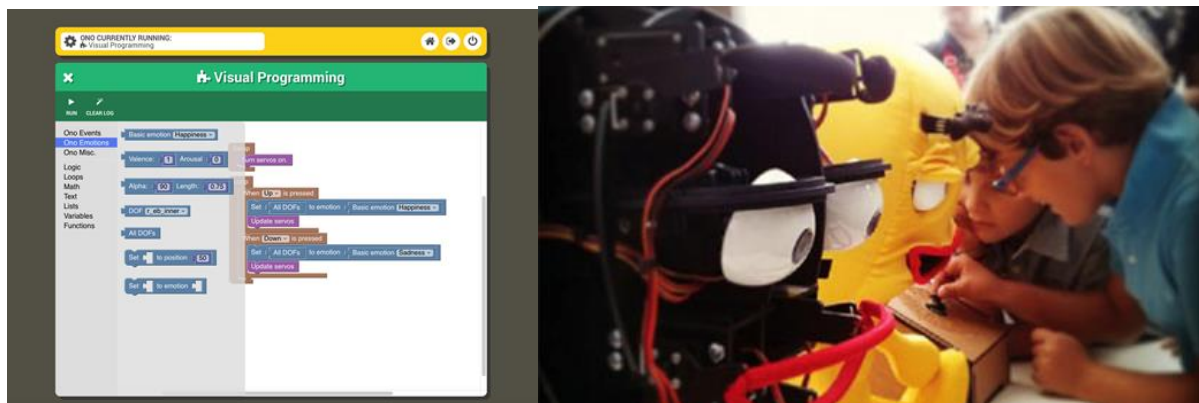 ONO CURRENTLY RUNNING:
Visual Programming
Visual Programming
RUN CLEAR LOG
Ono Events
Ono Emotions
Ono Misc.
Logic
Loops
Math
Text
Lists
Variables
Functions
Basic emotion Happiness
Valence: 1 Arousal: 0
Alpha: 90 Length: 0.75
DOF r_eb_inner
All DOFs
Set to position 50
Set to emotion
servos on.
When Up is pressed
Set All DOFs to emotion Basic emotion Happiness
Update servos
When Down is pressed
Set All DOFs to emotion Basic emotion Sadness
Update servos